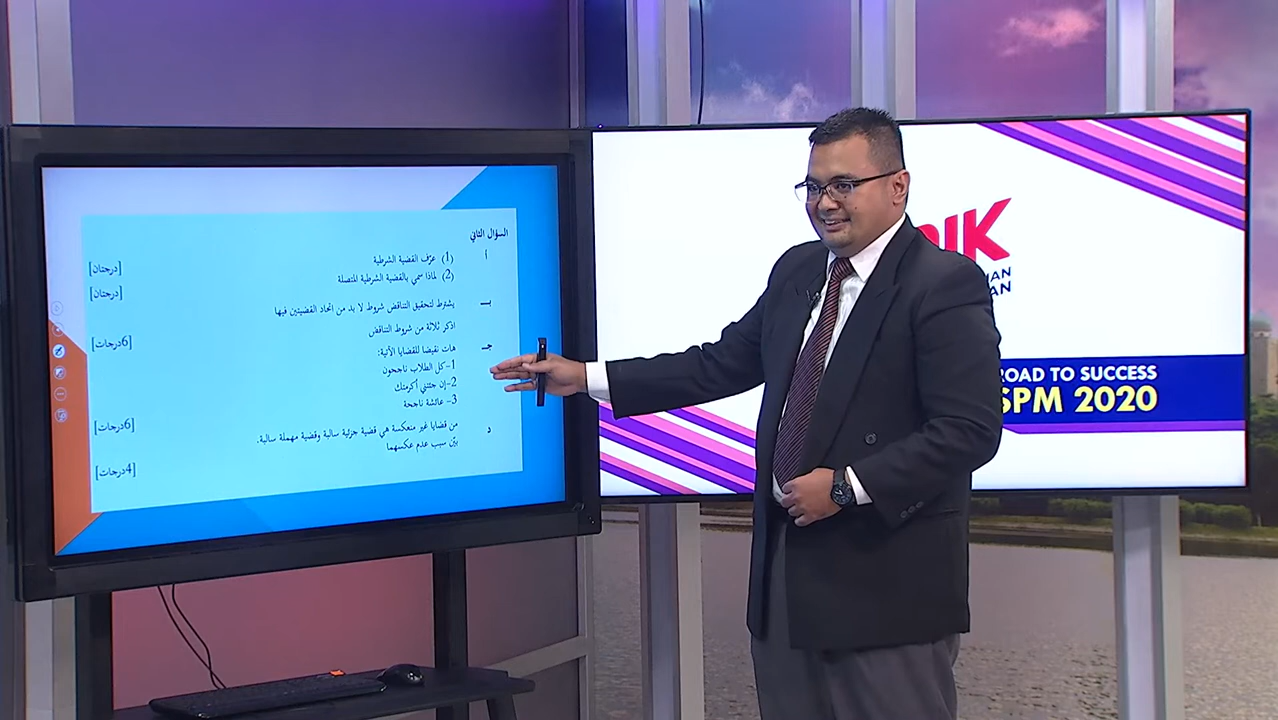 السؤال الثاني
أ (1) عرّف القضية الشرطية [درجتان]
(2) لماذا سمي بالقضية الشرطية المتصلة [درجتان]
بـ يشترط لتحقيق التناقض شروط لا بد من اتحاد القضيتين فيها
اذكر ثلاثة من شروط التناقض [6درجات]
جـ هات نقيضا للقضايا الآتية:
1- كل الطلاب ناجحون
2- إن جئتني أكرمتك
3- عائشة ناجحة [6درجات]
د من قضايا غير منعكسة هي قضية جزئية سالبة وقضية مهملة سالبة.
بيّن سبب عدم عكسهما [4درجات]
ROAD TO SUCCESS
SPM 2020